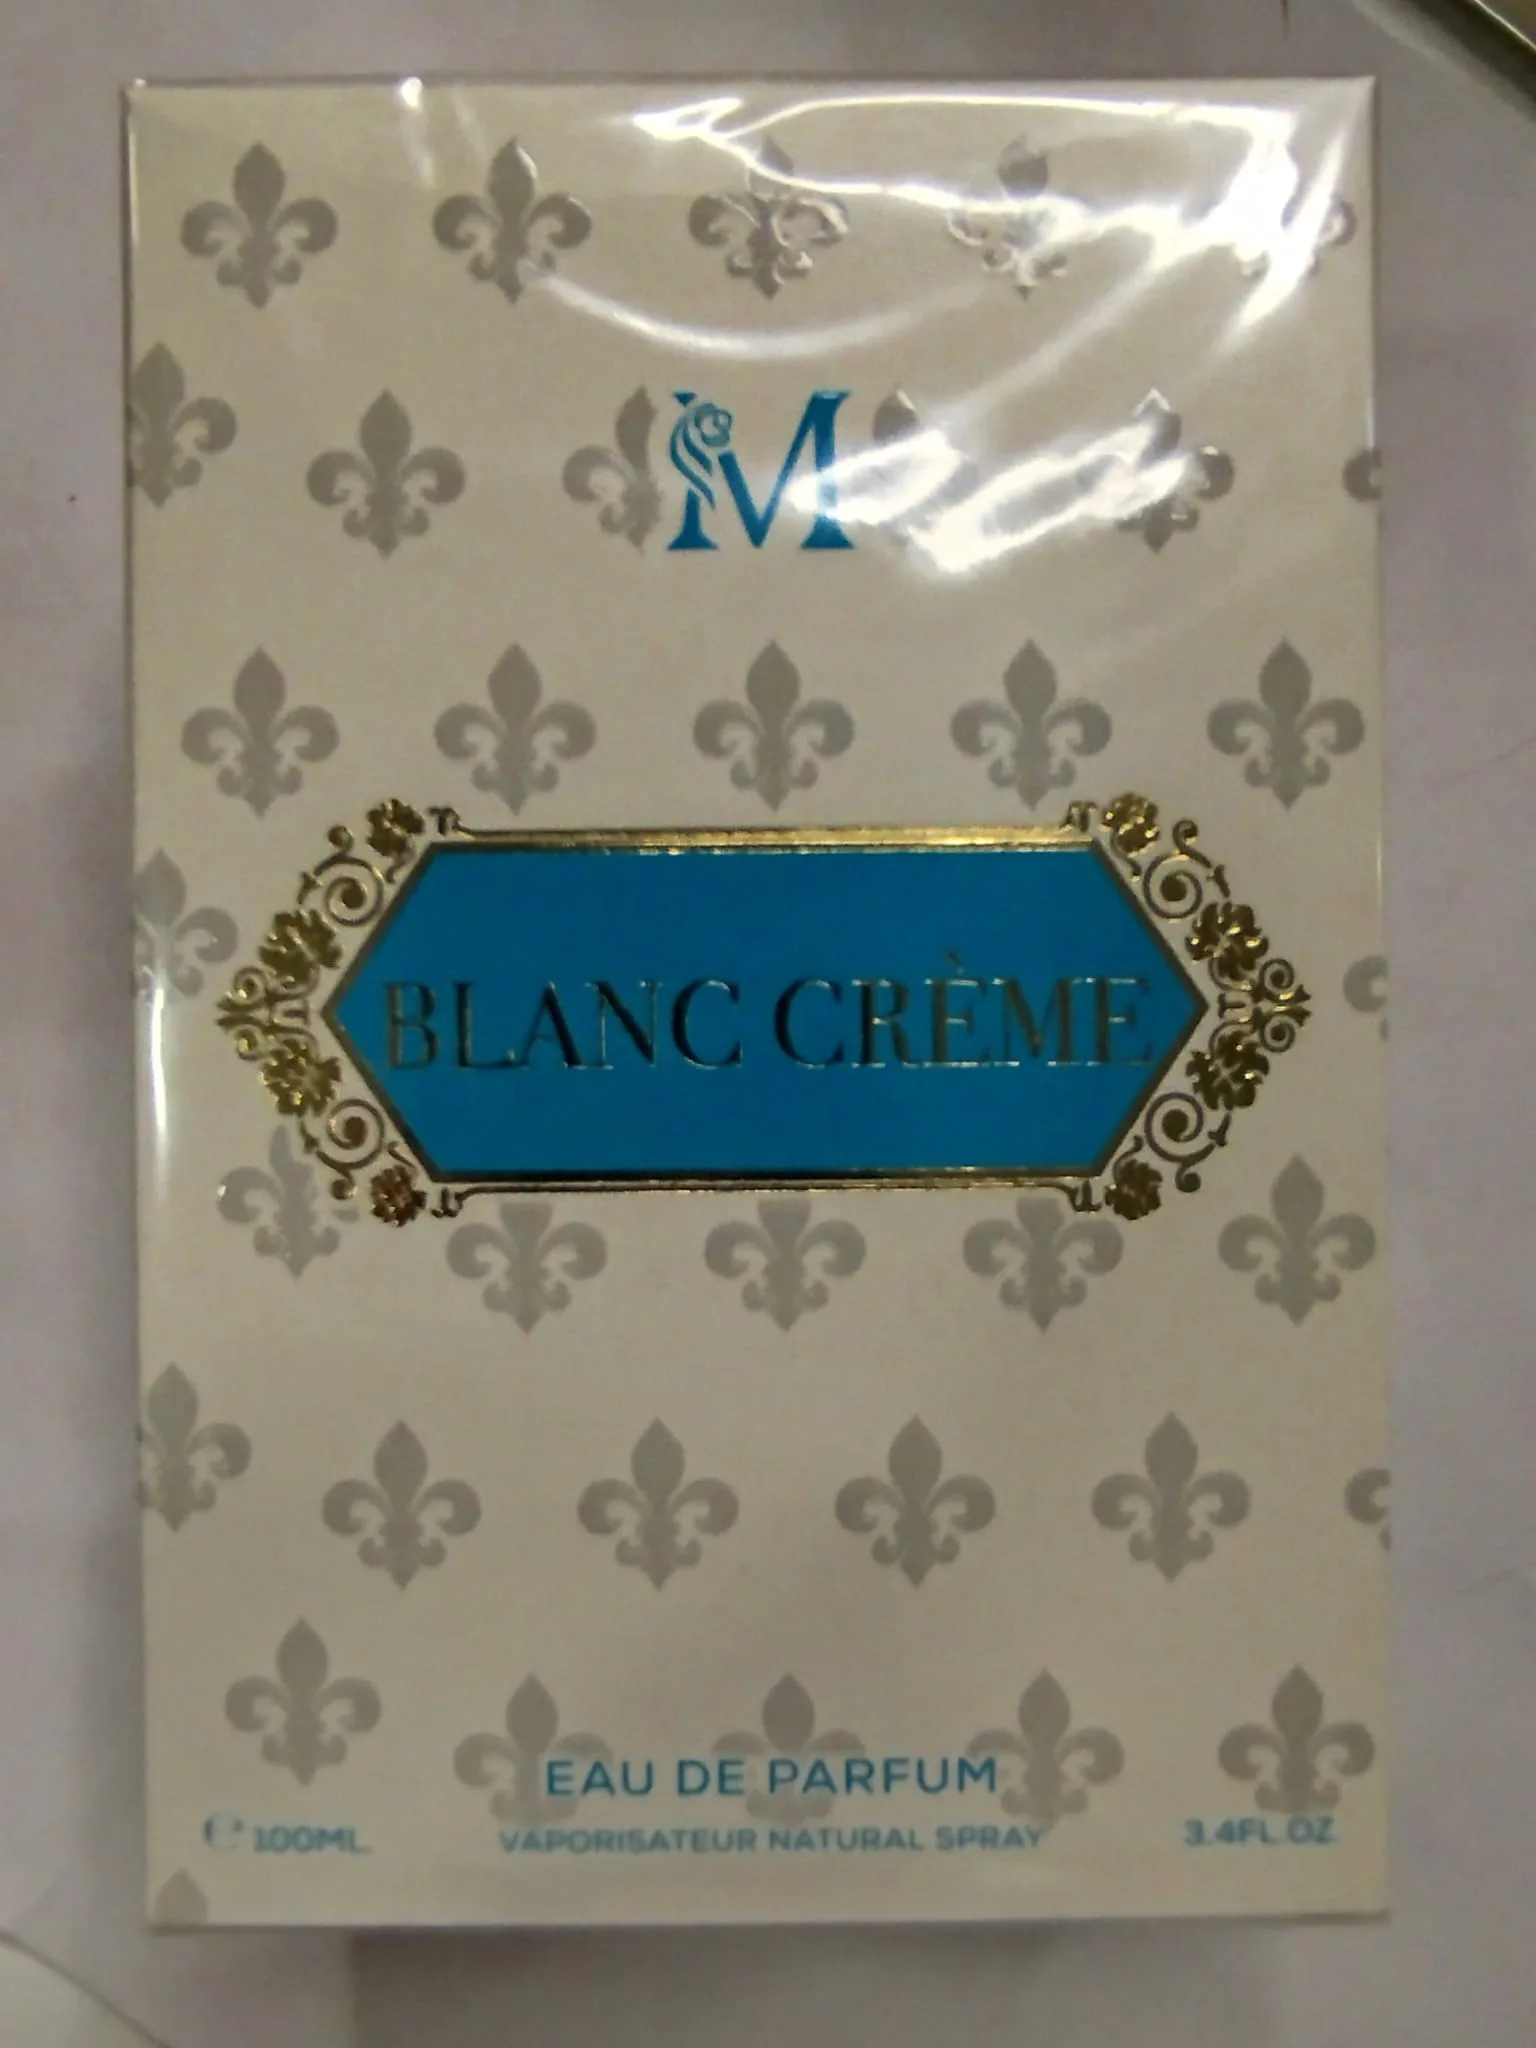 M
BLANC CRÈME
EAU DE PARFUM
℮ 100ML
VAPORISATEUR NATURAL SPRAY
3.4FL.OZ